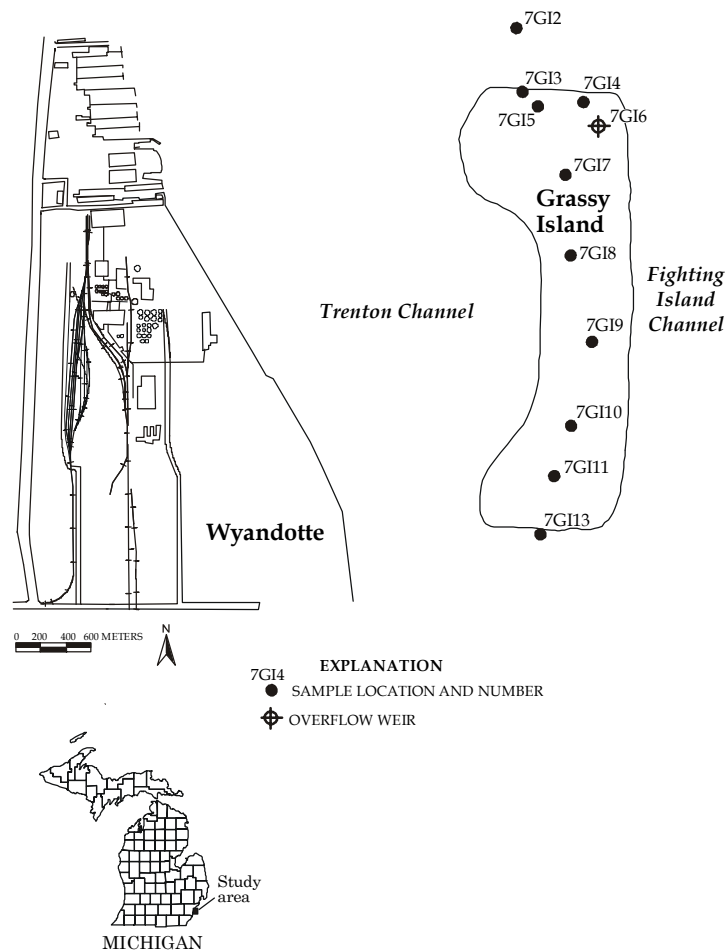 7GI2
7GI3
7GI4
7GI5
7GI6
7GI7
Grassy
Island
7GI8
Fighting
Island
Channel
Trenton Channel
7GI9
7GI10
7GI11
Wyandotte
7GI13
0 200 400 600 METERS
N
EXPLANATION
7GI4
SAMPLE LOCATION AND NUMBER
OVERFLOW WEIR
Study
area
MICHIGAN